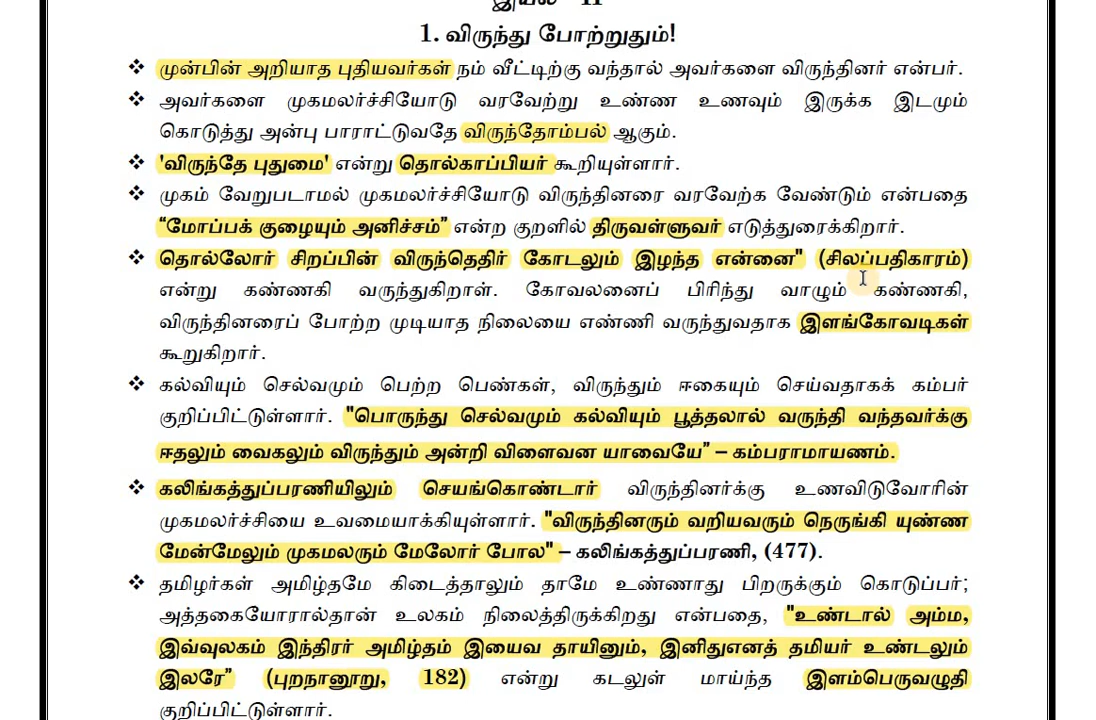 இயல் - II
1. விருந்து போற்றுதும்!
❖ முன்பின் அறியாத புதியவர்கள் நம் வீட்டிற்கு வந்தால் அவர்களை விருந்தினர் என்பர்.
❖ அவர்களை முகமலர்ச்சியோடு வரவேற்று உண்ண உணவும் இருக்க இடமும்
கொடுத்து அன்பு பாராட்டுவதே விருந்தோம்பல் ஆகும்.
❖ 'விருந்தே புதுமை' என்று தொல்காப்பியர் கூறியுள்ளார்.
❖ முகம் வேறுபடாமல் முகமலர்ச்சியோடு விருந்தினரை வரவேற்க வேண்டும் என்பதை
“மோப்பக் குழையும் அனிச்சம்” என்ற குறளில் திருவள்ளுவர் எடுத்துரைக்கிறார்.
❖ தொல்லோர் சிறப்பின் விருந்தெதிர் கோடலும் இழந்த என்னை" (சிலப்பதிகாரம்)
என்று கண்ணகி வருந்துகிறாள். கோவலனைப் பிரிந்து வாழும் கண்ணகி,
விருந்தினரைப் போற்ற முடியாத நிலையை எண்ணி வருந்துவதாக இளங்கோவடிகள்
கூறுகிறார்.
❖ கல்வியும் செல்வமும் பெற்ற பெண்கள், விருந்தும் ஈகையும் செய்வதாகக் கம்பர்
குறிப்பிட்டுள்ளார். "பொருந்து செல்வமும் கல்வியும் பூத்தலால் வருந்தி வந்தவர்க்கு
ஈதலும் வைகலும் விருந்தும் அன்றி விளைவன யாவையே” – கம்பராமாயணம்.
❖ கலிங்கத்துப்பரணியிலும் செயங்கொண்டார் விருந்தினர்க்கு உணவிடுவோரின்
முகமலர்ச்சியை உவமையாக்கியுள்ளார். "விருந்தினரும் வறியவரும் நெருங்கி யுண்ண
மேன்மேலும் முகமலரும் மேலோர் போல" – கலிங்கத்துப்பரணி, (477).
❖ தமிழர்கள் அமிழ்தமே கிடைத்தாலும் தாமே உண்ணாது பிறருக்கும் கொடுப்பர்;
அத்தகையோரால்தான் உலகம் நிலைத்திருக்கிறது என்பதை, "உண்டால் அம்ம,
இவ்வுலகம் இந்திரர் அமிழ்தம் இயைவ தாயினும், இனிதுஎனத் தமியர் உண்டலும்
இலரே” (புறநானூறு, 182) என்று கடலுள் மாய்ந்த இளம்பெருவழுதி
குறிப்பிட்டுள்ளார்.